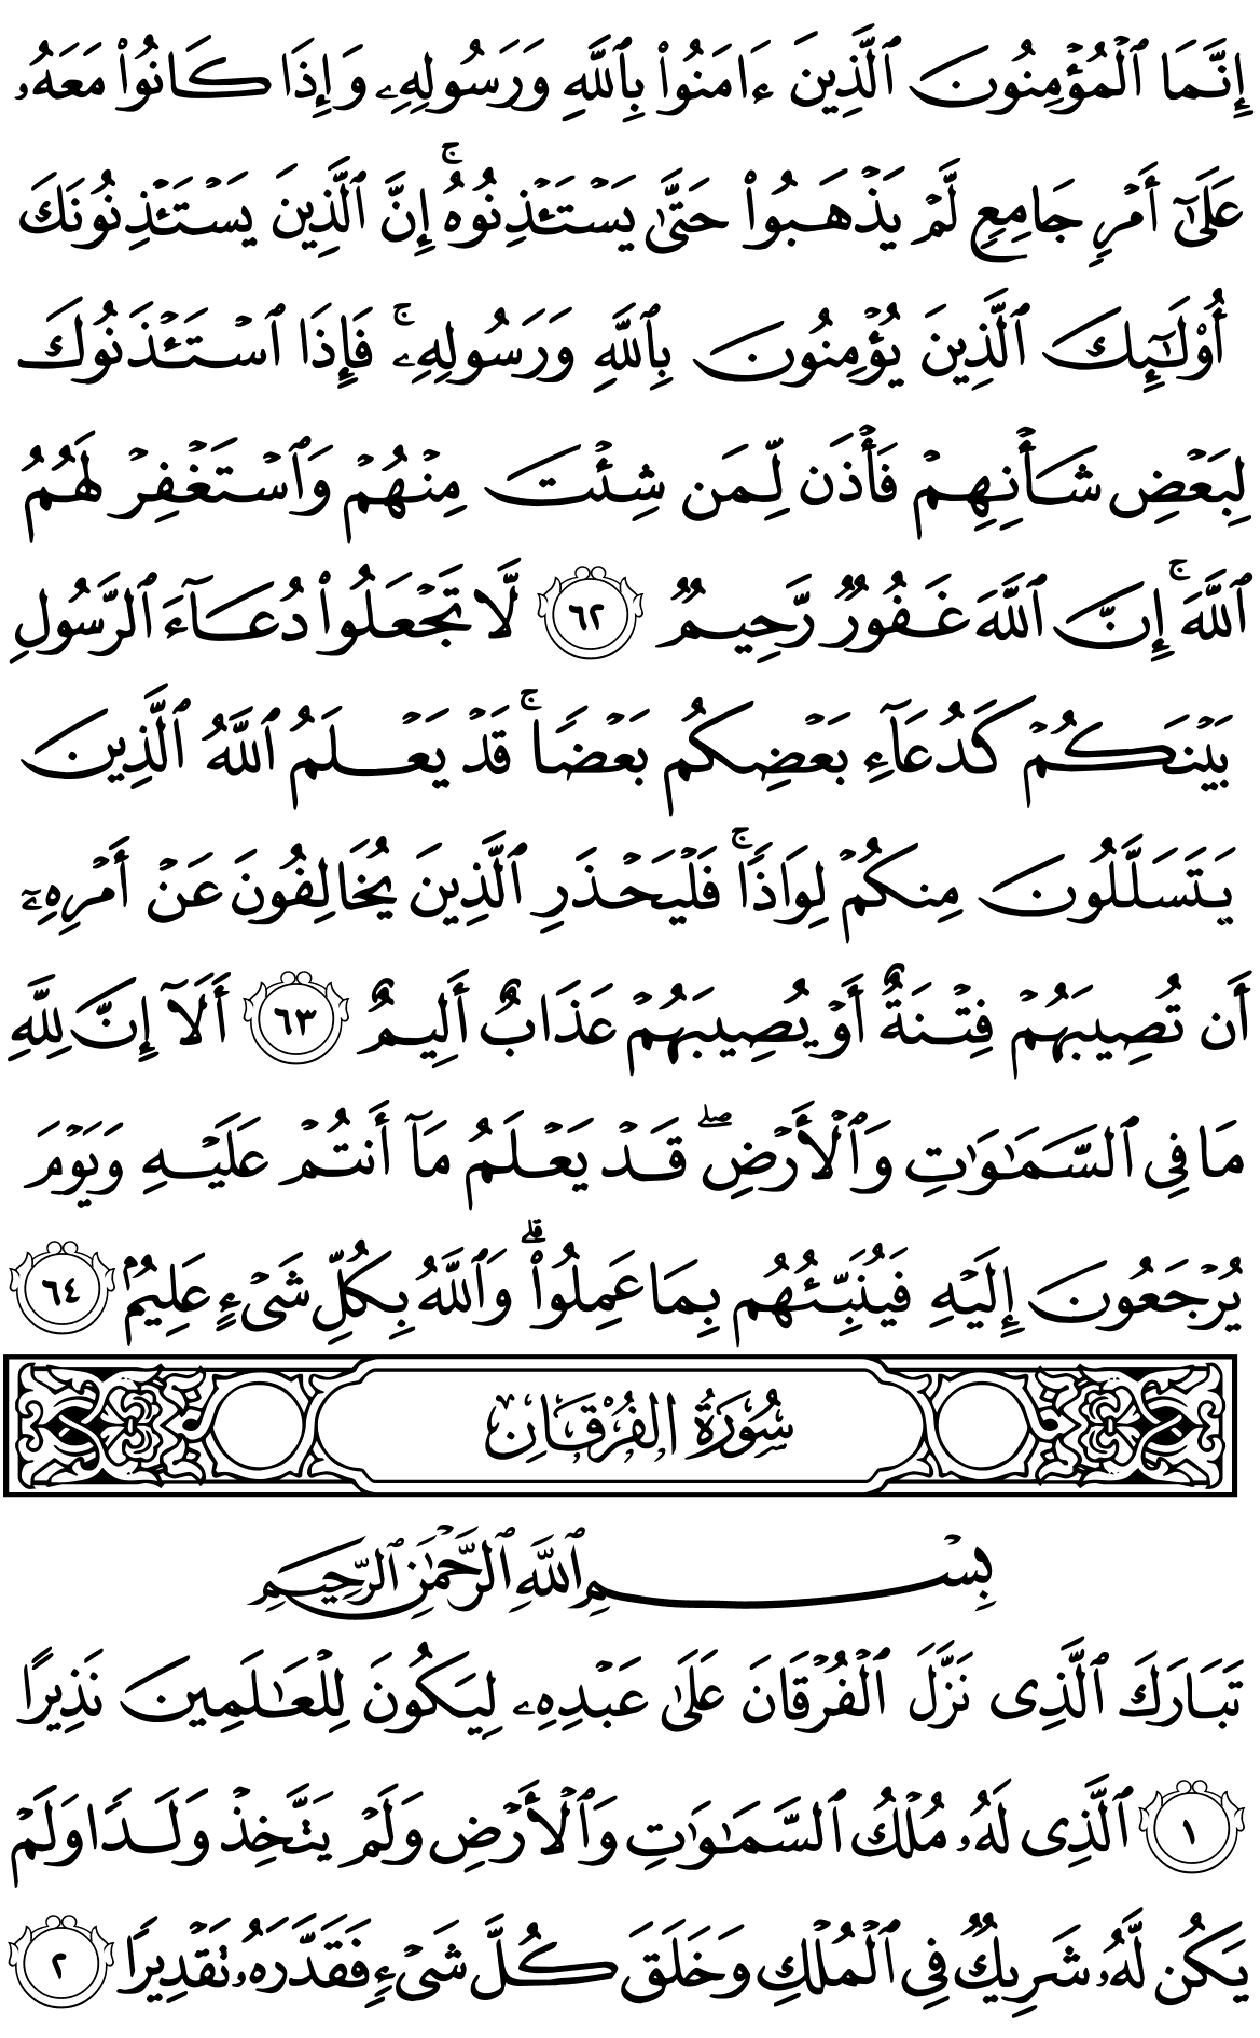 إِنَّمَا ٱلْمُؤْمِنُونَ ٱلَّذِينَ ءَامَنُوا۟ بِٱللَّهِ وَرَسُولِهِۦ وَإِذَا كَانُوا۟ مَعَهُۥ
عَلَىٰٓ أَمْرٍ جَامِعٍ لَّمْ يَذْهَبُوا۟ حَتَّىٰ يَسْتَـْٔذِنُوهُ ۚ إِنَّ ٱلَّذِينَ يَسْتَـْٔذِنُونَكَ
أُو۟لَـٰٓئِكَ ٱلَّذِينَ يُؤْمِنُونَ بِٱللَّهِ وَرَسُولِهِۦ ۚ فَإِذَا ٱسْتَـْٔذَنُوكَ
لِبَعْضِ شَأْنِهِمْ فَأْذَن لِّمَن شِئْتَ مِنْهُمْ وَٱسْتَغْفِرْ لَهُمُ
ٱللَّهَ ۚ إِنَّ ٱللَّهَ غَفُورٌ رَّحِيمٌ ٦٢ لَّا تَجْعَلُوا۟ دُعَآءَ ٱلرَّسُولِ
بَيْنَكُمْ كَدُعَآءِ بَعْضِكُم بَعْضًا ۚ قَدْ يَعْلَمُ ٱللَّهُ ٱلَّذِينَ
يَتَسَلَّلُونَ مِنكُمْ لِوَاذًا ۚ فَلْيَحْذَرِ ٱلَّذِينَ يُخَالِفُونَ عَنْ أَمْرِهِۦٓ
أَن تُصِيبَهُمْ فِتْنَةٌ أَوْ يُصِيبَهُمْ عَذَابٌ أَلِيمٌ ٦٣ أَلَآ إِنَّ لِلَّهِ
مَا فِى ٱلسَّمَـٰوَٰتِ وَٱلْأَرْضِ ۖ قَدْ يَعْلَمُ مَآ أَنتُمْ عَلَيْهِ وَيَوْمَ
يُرْجَعُونَ إِلَيْهِ فَيُنَبِّئُهُم بِمَا عَمِلُوا۟ ۗ وَٱللَّهُ بِكُلِّ شَىْءٍ عَلِيمٌۢ ٦٤
سُورَةُ الفُرْقَانِ
بِسْمِ ٱللَّهِ ٱلرَّحْمَـٰنِ ٱلرَّحِيمِ
تَبَارَكَ ٱلَّذِى نَزَّلَ ٱلْفُرْقَانَ عَلَىٰ عَبْدِهِۦ لِيَكُونَ لِلْعَـٰلَمِينَ نَذِيرًا
١ ٱلَّذِى لَهُۥ مُلْكُ ٱلسَّمَـٰوَٰتِ وَٱلْأَرْضِ وَلَمْ يَتَّخِذْ وَلَدًا وَلَمْ
يَكُن لَّهُۥ شَرِيكٌ فِى ٱلْمُلْكِ وَخَلَقَ كُلَّ شَىْءٍ فَقَدَّرَهُۥ تَقْدِيرًا ٢